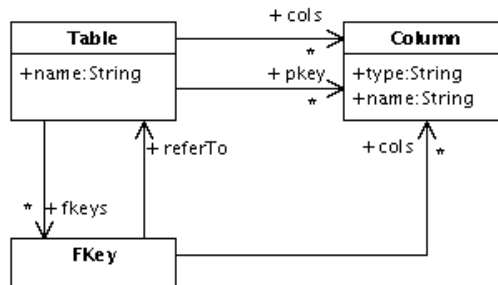 + cols
Table
Column
*
+name:String
+type:String
+ pkey
+name:String
*
+ referTo
+cols
*
* + fkeys
FKey